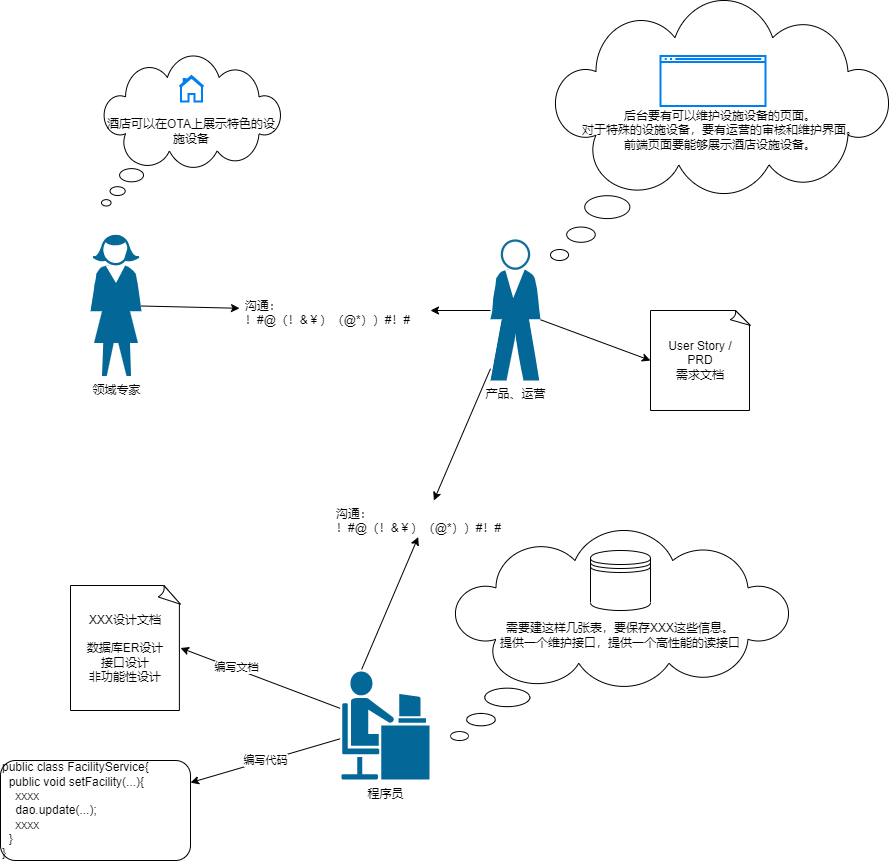 后台要有可以维护设施设备的页面。
对于特殊的设施设备，要有运营的审核和维护界面。
前端页面要能够展示酒店设施设备。
酒店可以在OTA上展示特色的设
施设备
沟通：
！#@（！&￥）（@*））#！#
User Story /
PRD
需求文档
领域专家
产品、运营
沟通：
！#@（！&￥）（@*））#！#
需要建这样几张表，要保存XXX这些信息。
提供一个维护接口，提供一个高性能的读接口
XXX设计文档
数据库ER设计
接口设计
非功能性设计
编写文档
编写代码
程序员
public class FacilityService{
public void setFacility(...){
xxxx
dao.update(...);
xxxx
}
}